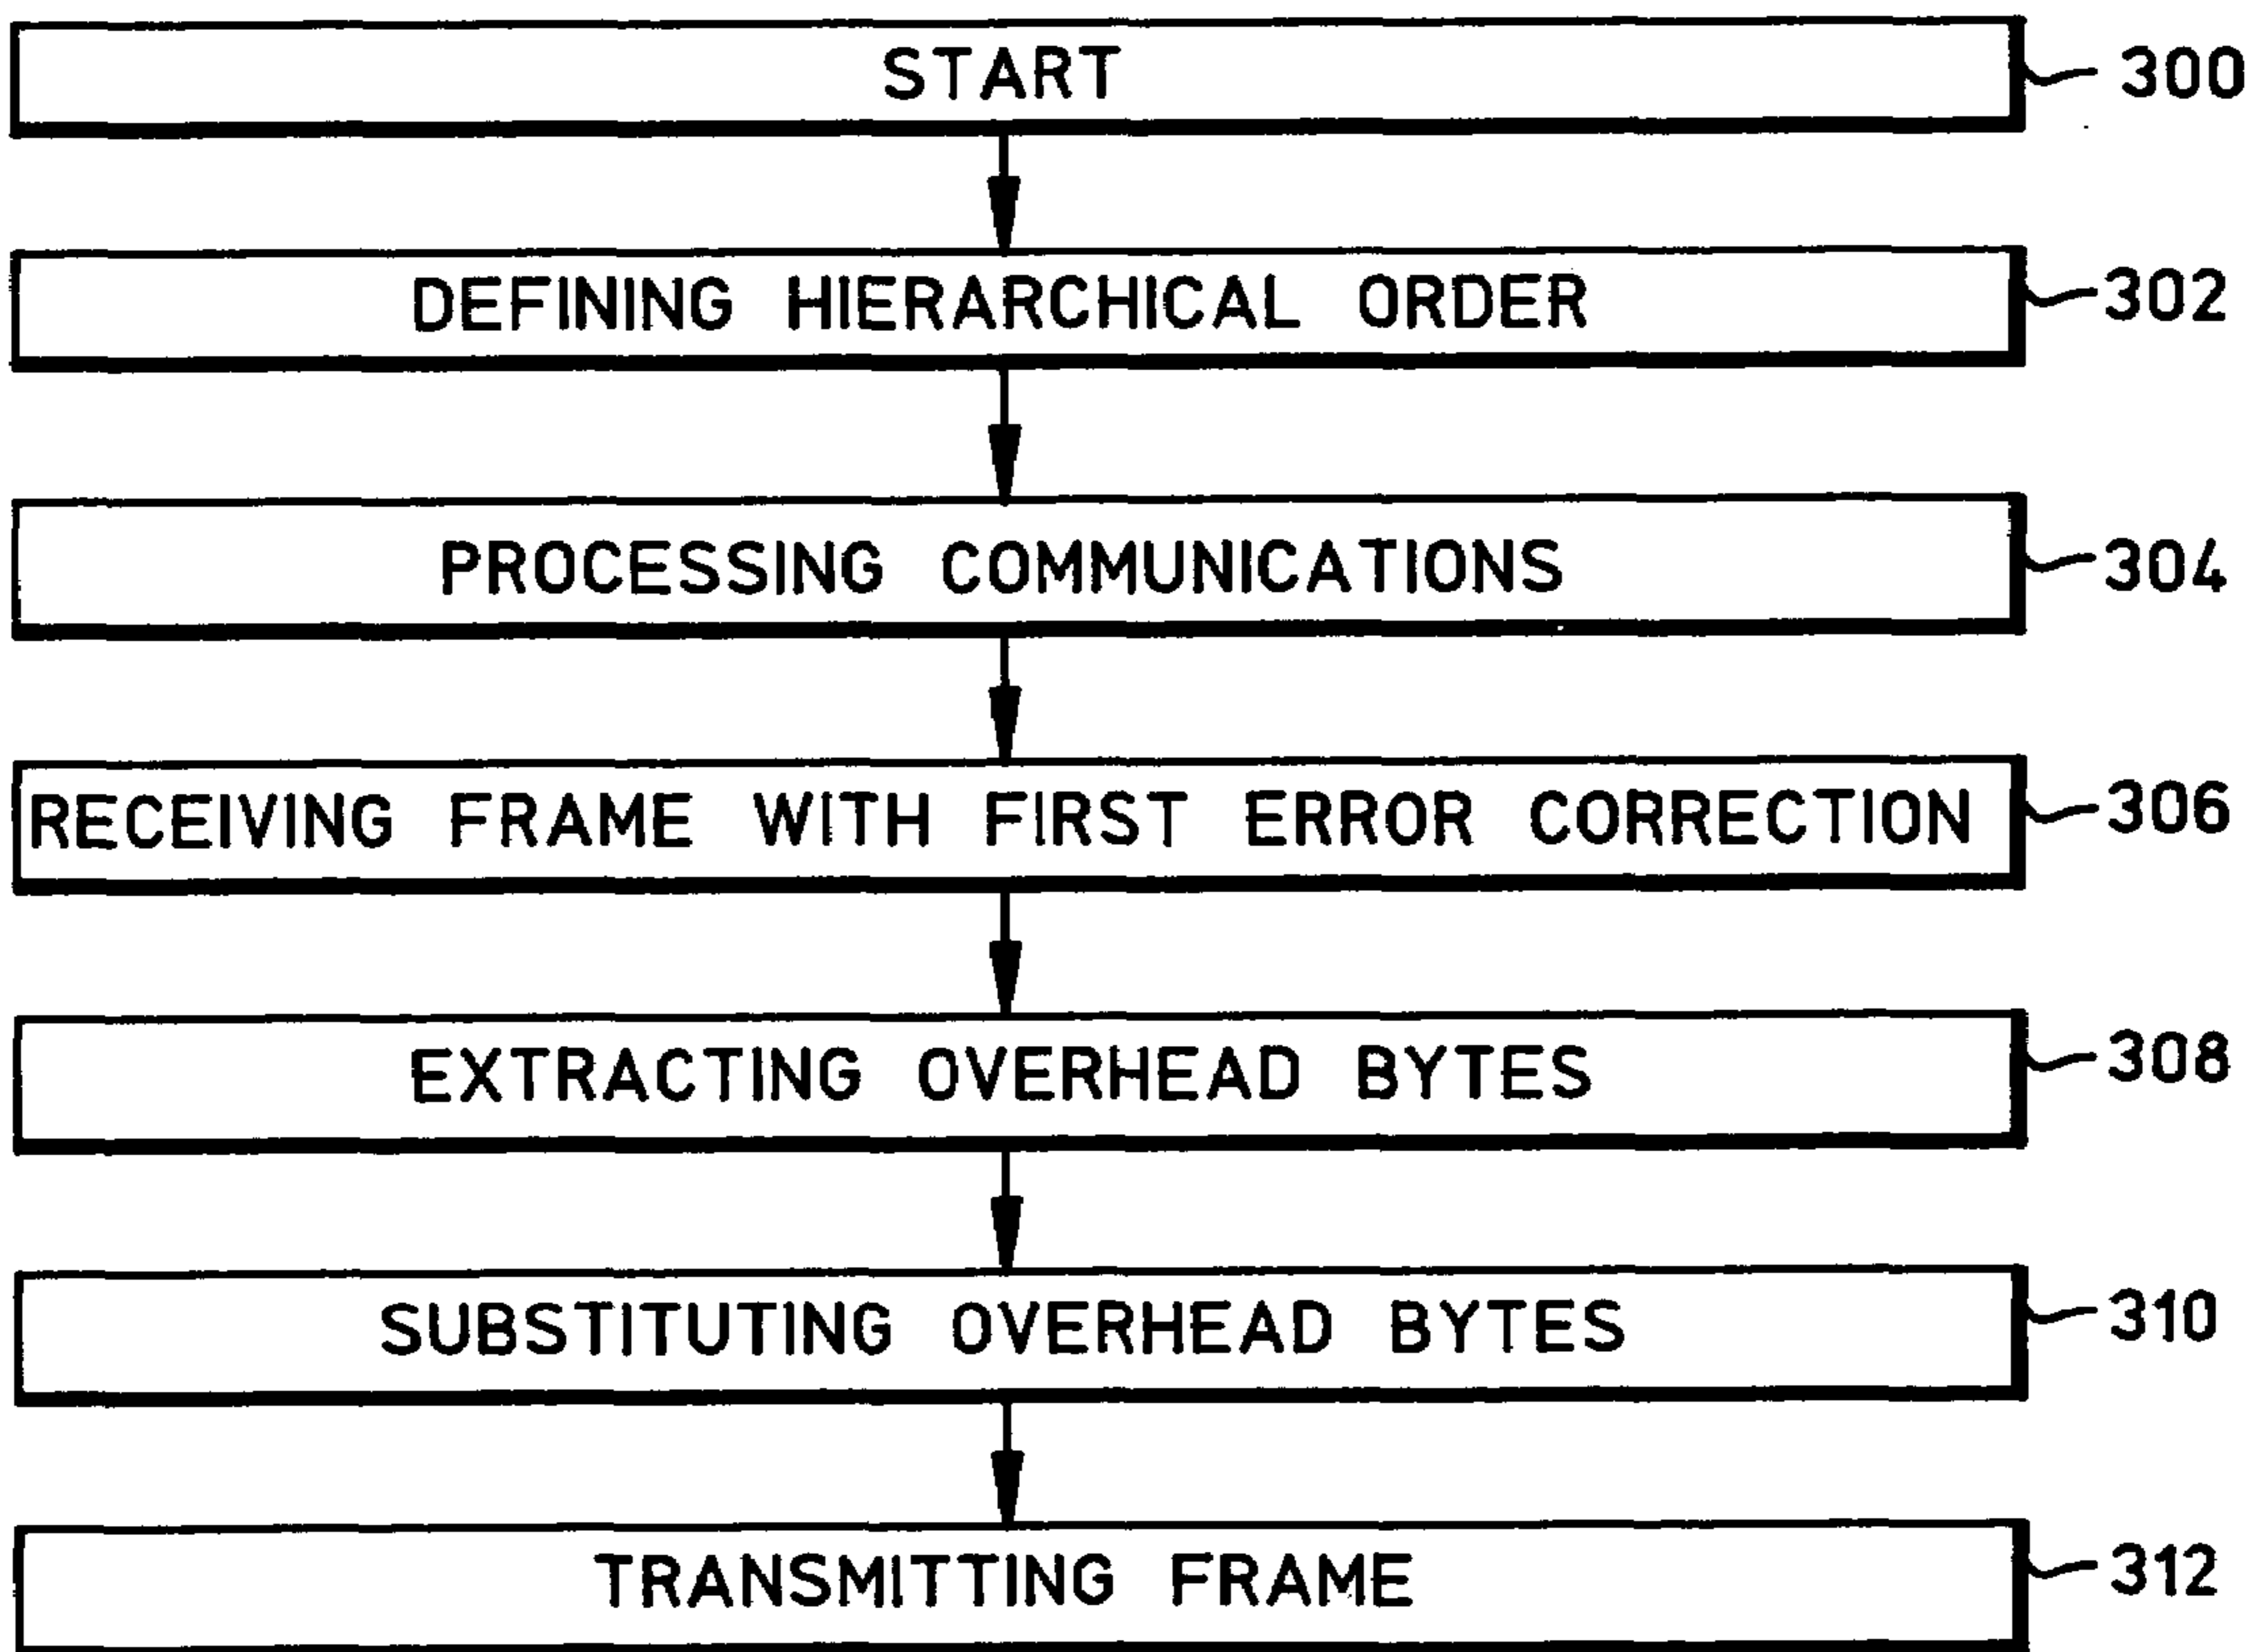 START 300
DEFINING HIERARCHICAL ORDER 302
PROCESSING COMMUNICATIONS 304
RECEIVING FRAME WITH FIRST ERROR CORRECTION 306
EXTRACTING OVERHEAD BYTES 308
SUBSTITUTING OVERHEAD BYTES 310
TRANSMITTING FRAME 312